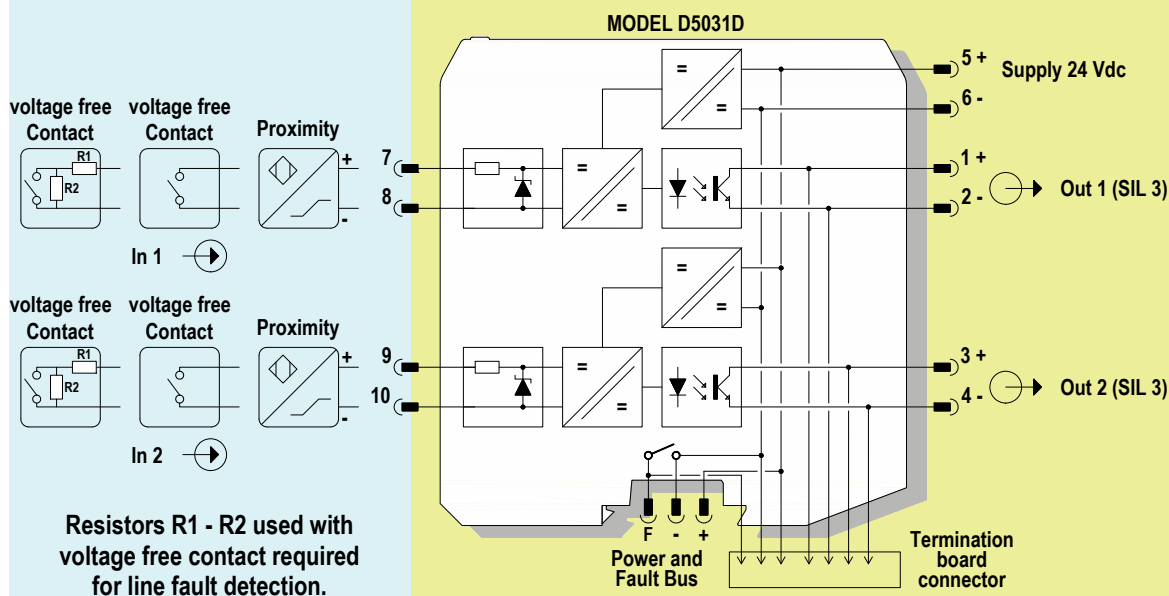 MODEL D5031D
5 +
Supply 24 Vdc
6 -
voltage free
Contact
voltage free
Contact
Proximity
R1
R2
+
-
7
8
=
=
=
=
1 +
2 -
Out 1 (SIL 3)
In 1
=
=
voltage free
Contact
voltage free
Contact
Proximity
R1
R2
+
-
9
10
=
=
3 +
4 -
Out 2 (SIL 3)
In 2
Resistors R1 - R2 used with
voltage free contact required
for line fault detection.
F - +
Power and
Fault Bus
Termination
board
connector